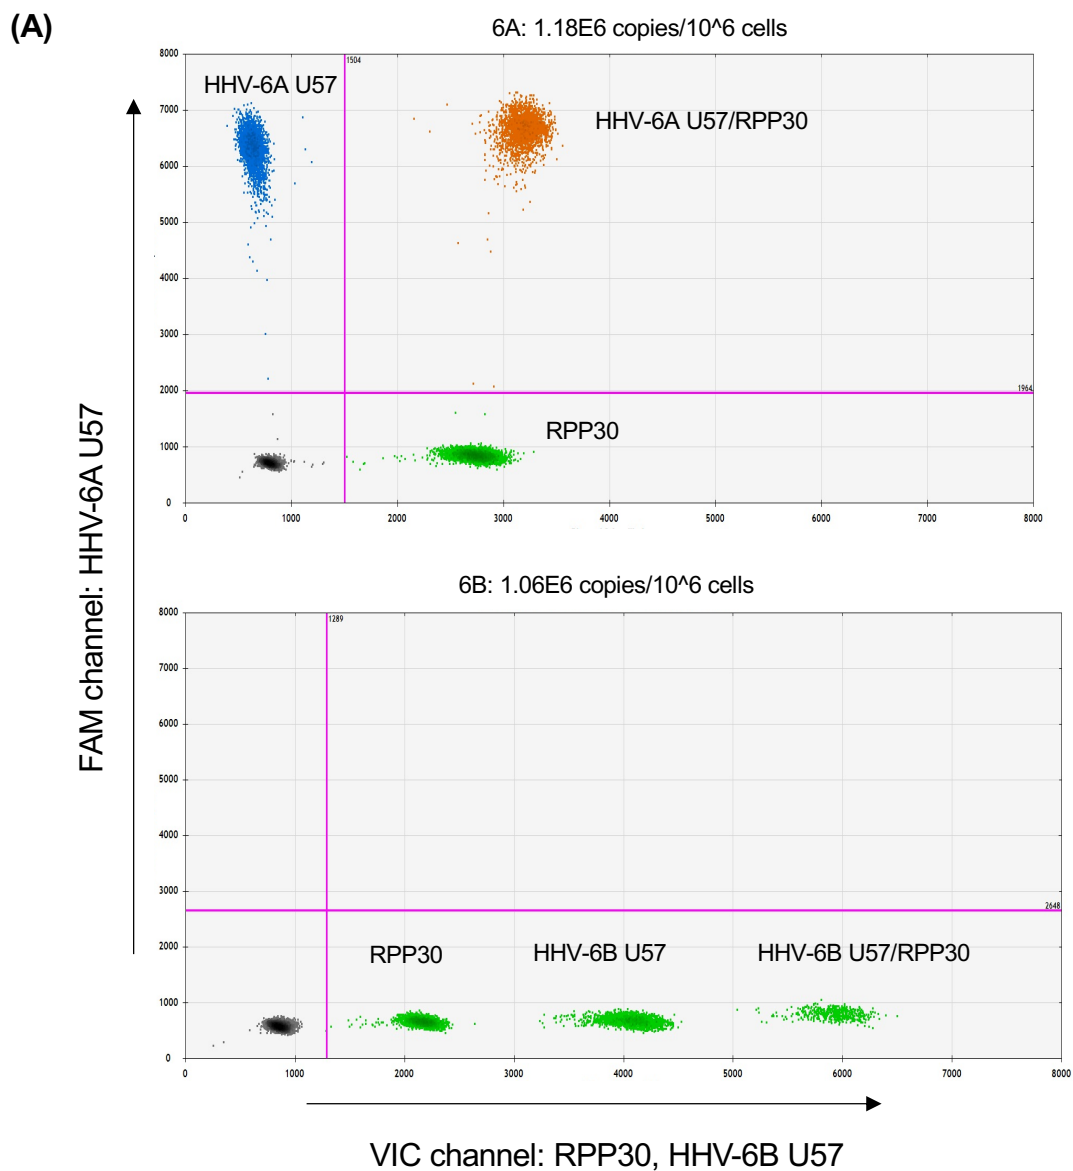 (A)
6A: 1.18E6 copies/10^6 cells
8000
7000
6000
5000
4000
3000
2000
1000
0
1504
HHV-6A U57
HHV-6A U57/RPP30
1964
RPP30
0 1000 2000 3000 4000 5000 6000 7000 8000
FAM channel: HHV-6A U57
6B: 1.06E6 copies/10^6 cells
8000
7000
6000
5000
4000
3000
2000
1000
0
1289
2648
RPP30 HHV-6B U57 HHV-6B U57/RPP30
0 1000 2000 3000 4000 5000 6000 7000 8000
VIC channel: RPP30, HHV-6B U57